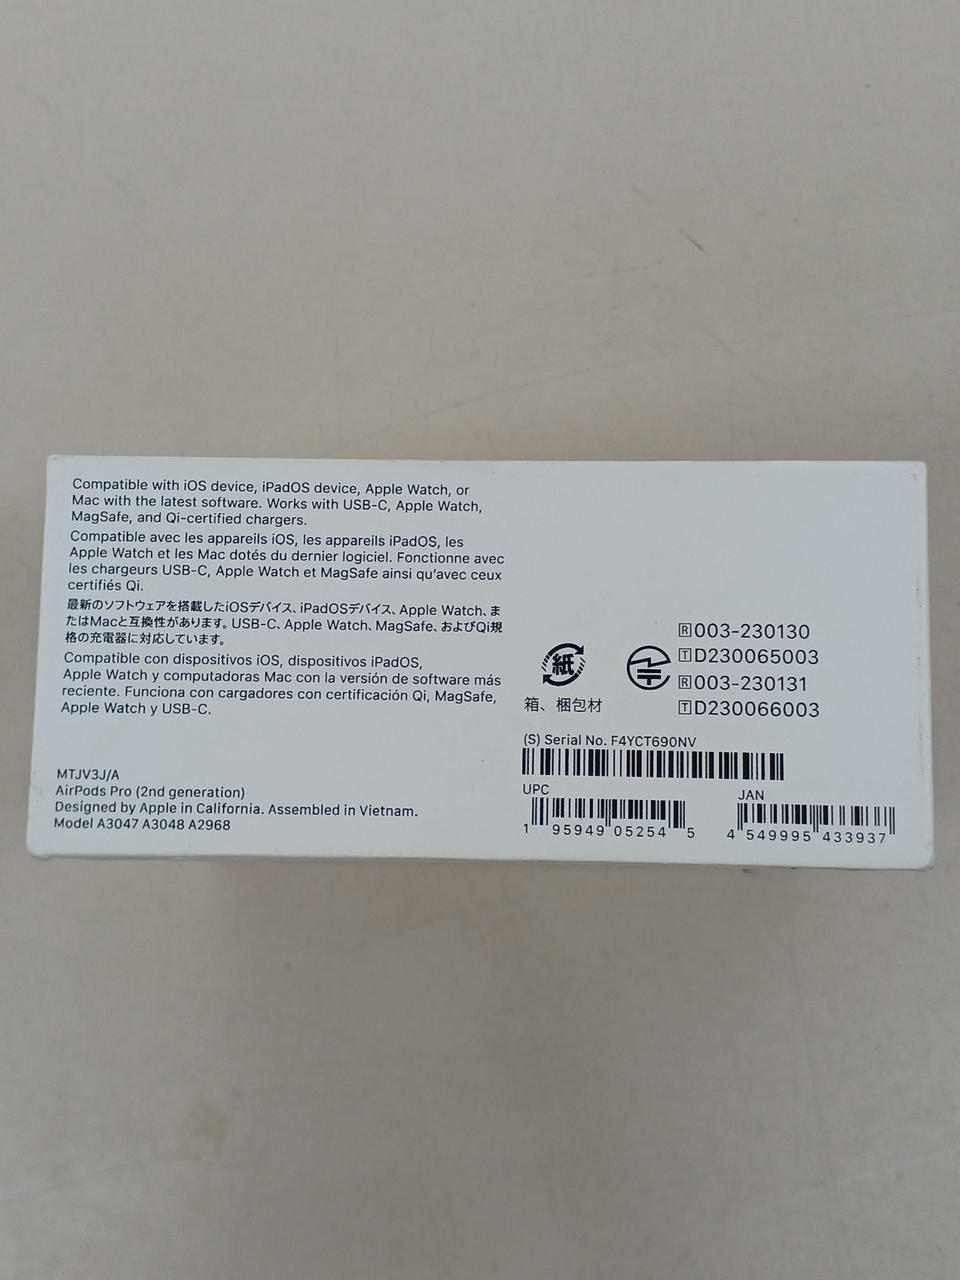 Compatible with iOS device, iPadOS device, Apple Watch, or
Mac with the latest software. Works with USB-C, Apple Watch,
MagSafe, and Qi-certified chargers.
Compatible avec les appareils iOS, les appareils iPadOS, les
Apple Watch et les Mac dotés du dernier logiciel. Fonctionne avec
les chargeurs USB-C, Apple Watch et MagSafe ainsi qu'avec ceux
certifiés Qi.
最新のソフトウェアを搭載したiOSデバイス、iPadOSデバイス、Apple Watch、ま
たはMacと互換性があります。USB-C、Apple Watch、MagSafe、およびQi規
格の充電器に対応しています。
Compatible con dispositivos iOS, dispositivos iPadOS,
Apple Watch y computadoras Mac con la versión de software más
reciente. Funciona con cargadores con certificación Qi, MagSafe,
Apple Watch y USB-C.
MTJV3J/A
AirPods Pro (2nd generation)
Designed by Apple in California. Assembled in Vietnam.
Model A3047 A3048 A2968
紙
箱、梱包材
R 003-230130
T D230065003
R 003-230131
T D230066003
(S) Serial No. F4YCT690NV
UPC
1 95949 05254 5
JAN
4 549995 433937